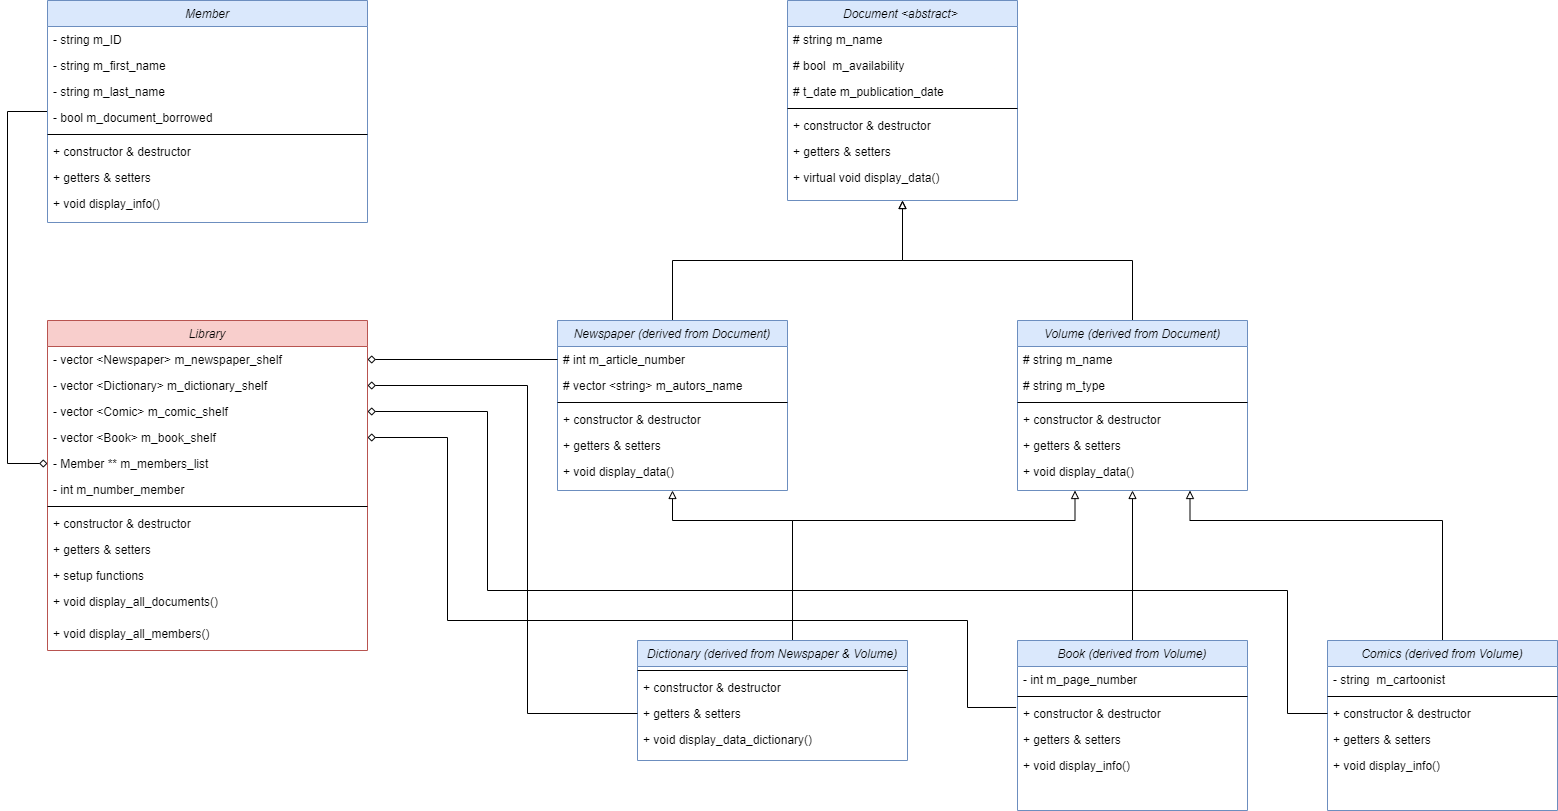 Member
- string m_ID
- string m_first_name
- string m_last_name
- bool m_document_borrowed
+ constructor & destructor
+ getters & setters
+ void display_info()
Document <abstract>
# string m_name
# bool  m_availability
# t_date m_publication_date
+ constructor & destructor
+ getters & setters
+ virtual void display_data()
Library
- vector <Newspaper> m_newspaper_shelf
- vector <Dictionary> m_dictionary_shelf
- vector <Comic> m_comic_shelf
- vector <Book> m_book_shelf
- Member ** m_members_list
- int m_number_member
+ constructor & destructor
+ getters & setters
+ setup functions
+ void display_all_documents()
+ void display_all_members()
Newspaper (derived from Document)
# int m_article_number
# vector <string> m_autors_name
+ constructor & destructor
+ getters & setters
+ void display_data()
Volume (derived from Document)
# string m_name
# string m_type
+ constructor & destructor
+ getters & setters
+ void display_data()
Dictionary (derived from Newspaper & Volume)
+ constructor & destructor
+ getters & setters
+ void display_data_dictionary()
Book (derived from Volume)
- int m_page_number
+ constructor & destructor
+ getters & setters
+ void display_info()
Comics (derived from Volume)
- string  m_cartoonist
+ constructor & destructor
+ getters & setters
+ void display_info()